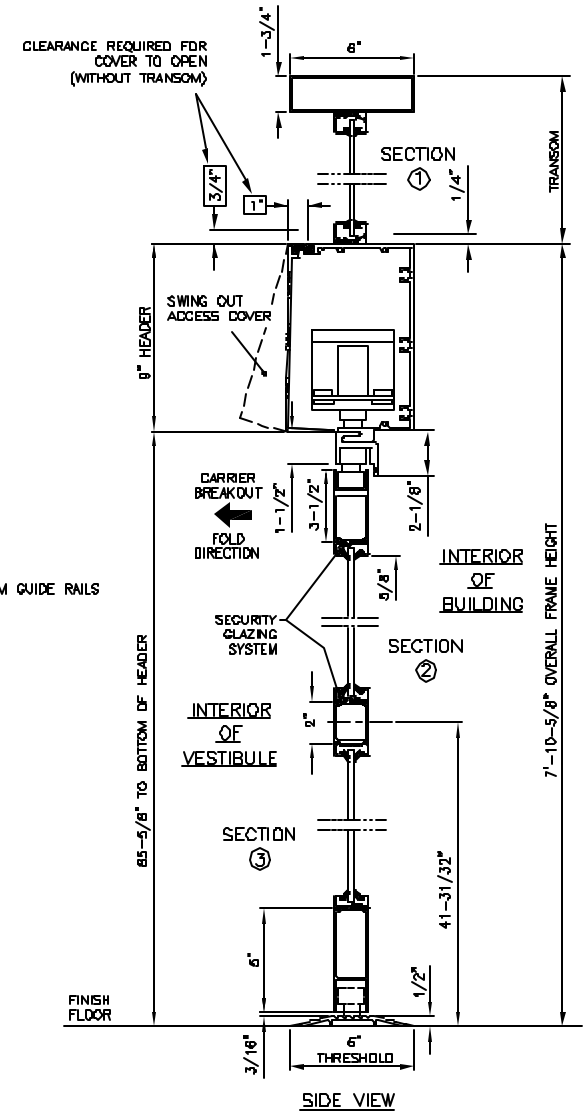 CLEARANCE REQUIRED FOR
COVER TO OPEN
(WITHOUT TRANSOM)
1-3/4"
6"
3/4"
1"
SECTION
1
1/4"
TRANSOM
SWING OUT
ACCESS COVER
9" HEADER
CARRIER
BREAKOUT
FOLD
DIRECTION
1-1/2"
3-1/2"
2-1/8"
5/8"
INTERIOR
OF
BUILDING
M GUIDE RAILS
SECURITY
GLAZING
SYSTEM
SECTION
2
7'-10-5/8" OVERALL FRAME HEIGHT
85-5/8" TO BOTTOM OF HEADER
INTERIOR
OF
VESTIBULE
2"
SECTION
3
41-31/32"
6"
1/2"
FINISH
FLOOR
3/16"
6"
THRESHOLD
SIDE VIEW